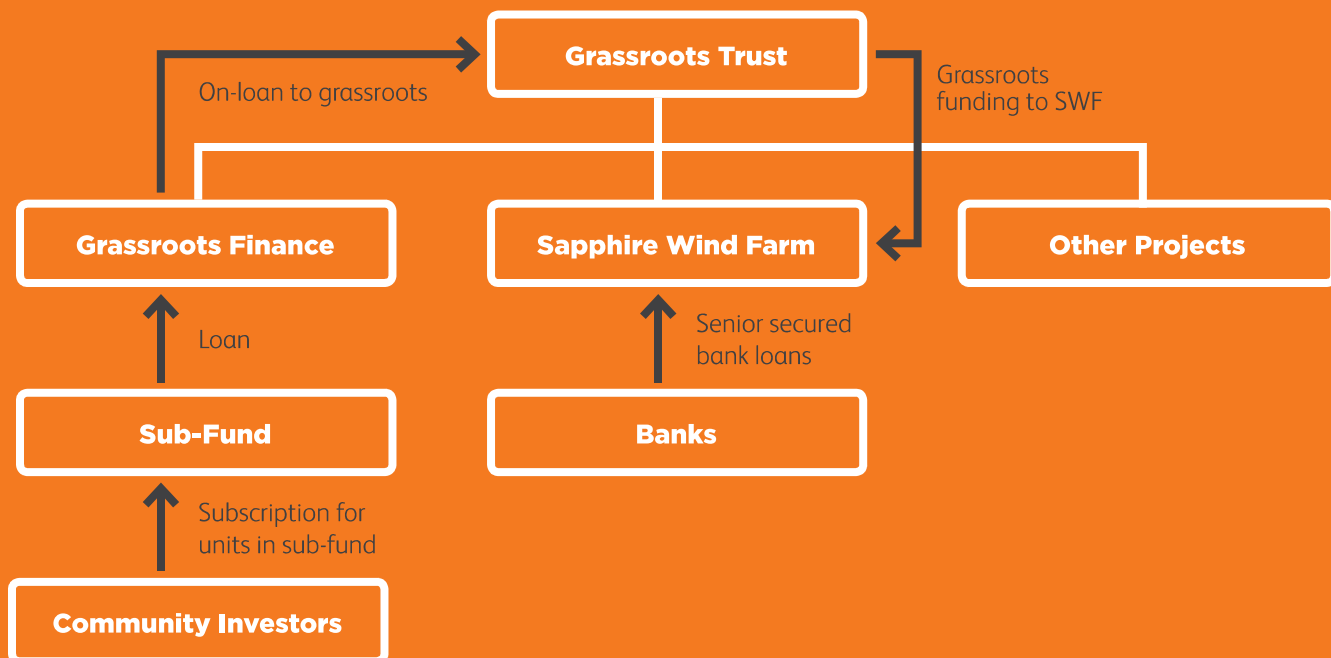 Grassroots Trust
On-loan to grassroots
Grassroots
funding to SWF
Grassroots Finance
Sapphire Wind Farm
Other Projects
Loan
Senior secured
bank loans
Sub-Fund
Banks
Subscription for
units in sub-fund
Community Investors